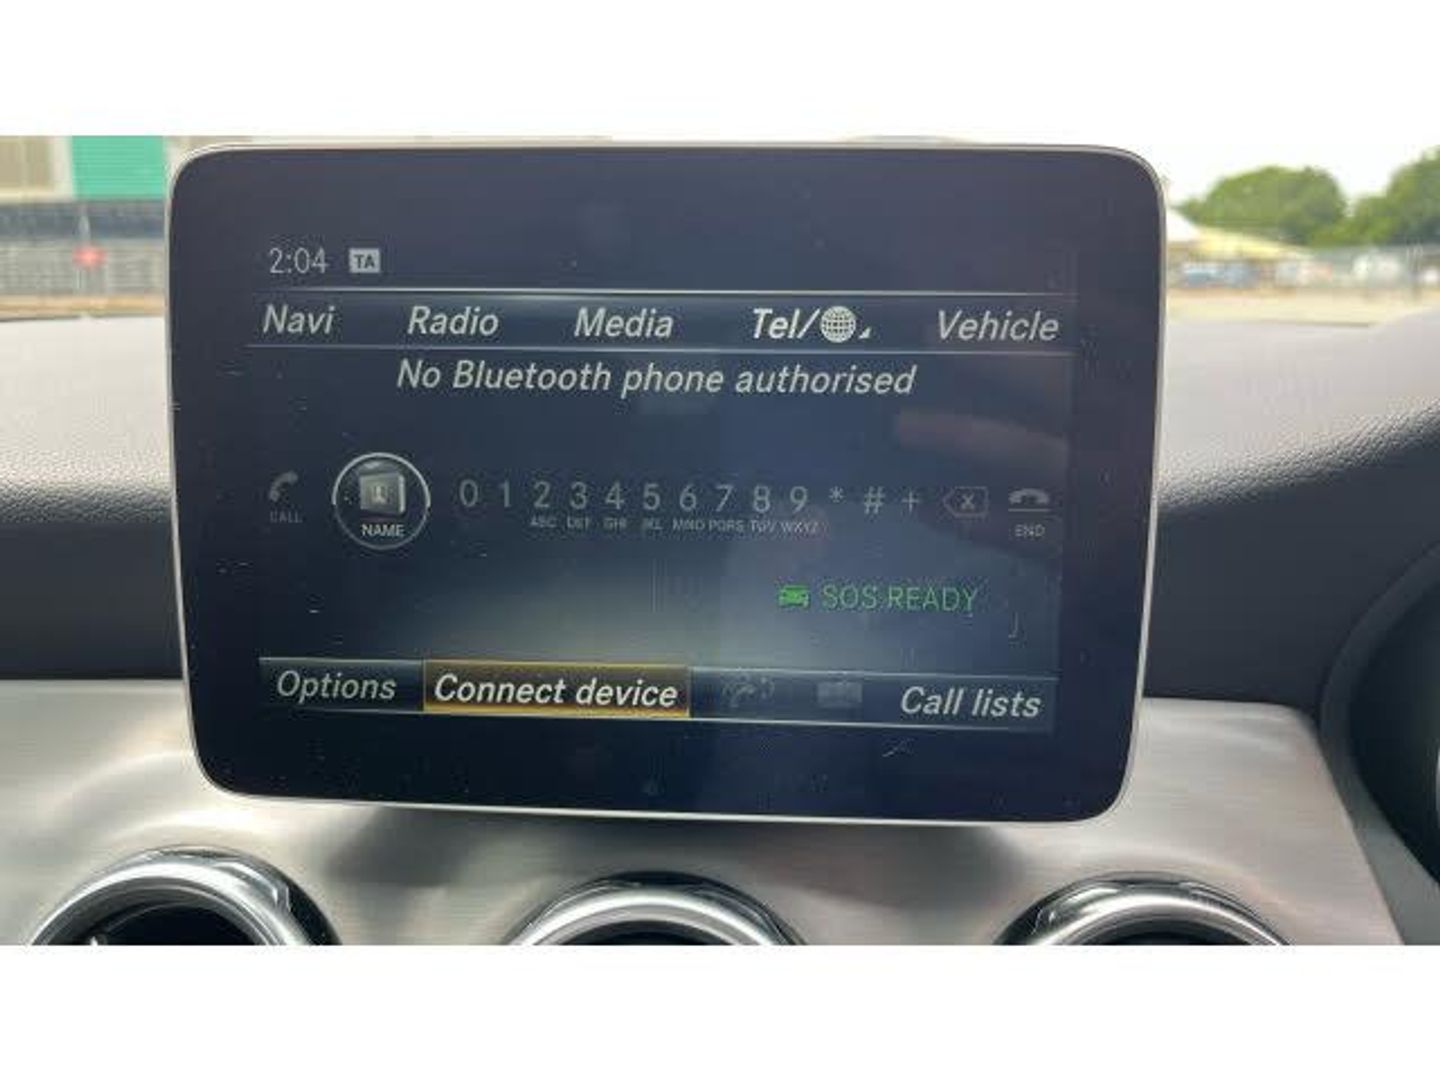 2:04 TA
Navi Radio Media Tel/ Vehicle
No Bluetooth phone authorised
CALL NAME 0 1 2 ABC 3 DEF 4 GHI 5 JKL 6 MNO 7 PQRS 8 TUV 9 WXYZ * # + END
SOS READY
Options Connect device Call lists